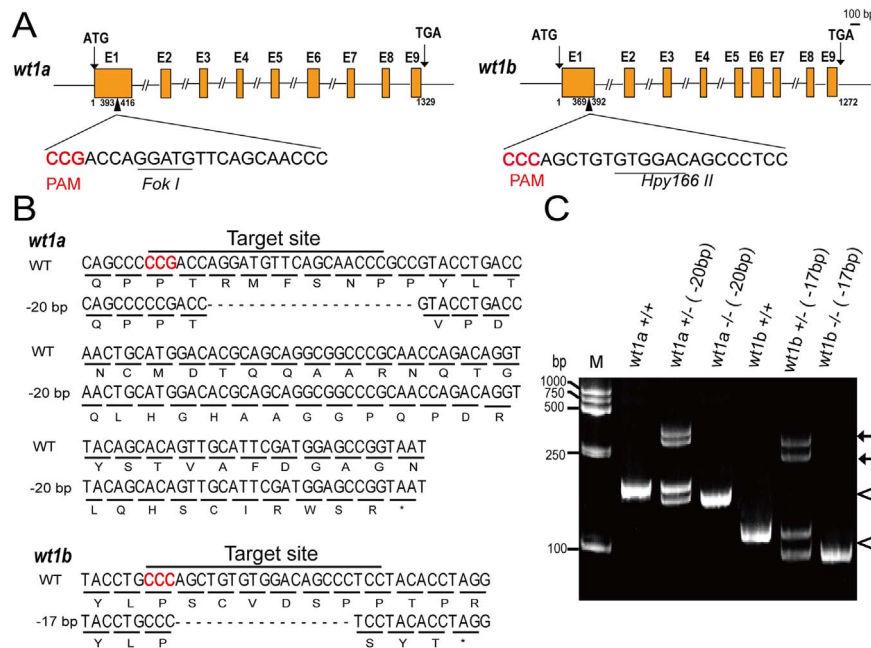 A
wt1a
ATG
E1 E2 E3 E4 E5 E6 E7 E8 E9
TGA
1 393 416 1329
CCGACCAGGATGTTCAGCAACCC
PAM Fok I
wt1b
ATG
E1 E2 E3 E4 E5 E6 E7 E8 E9
TGA
100 bp
1 369 392 1272
CCCAGCTGTGTGGACAGCCCTCC
PAM Hpy166 II
B
wt1a
Target site
WT CAGCCCCCGACCAGGATGTTCAGCAACCCGCCGTACCTGACC
Q P P T R M F S N P P Y L T
-20 bp CAGCCCCCGACC--------------------GTACCTGACC
Q P P T V P D
WT AACTGCATGGACACGCAGCAGGCGGCCCGCAACCAGACAGGT
N C M D T Q Q A A R N Q T G
-20 bp AACTGCATGGACACGCAGCAGGCGGCCCGCAACCAGACAGGT
Q L H G H A A G G P Q P D R
WT TACAGCACAGTTGCATTCGATGGAGCCGGTAAT
Y S T V A F D G A G N
-20 bp TACAGCACAGTTGCATTCGATGGAGCCGGTAAT
L Q H S C I R W S R *
wt1b
Target site
WT TACCTGCCCAGCTGTGTGGACAGCCCTCCTACACCTAGG
Y L P S C V D S P P T P R
-17 bp TACCTGCCC-----------------TCCTACACCTAGG
Y L P S Y T *
C
bp M wt1a +/+ wt1a +/- ( -20bp) wt1a -/- ( -20bp) wt1b +/+ wt1b +/- ( -17bp) wt1b -/- ( -17bp)
1000
750
500
250
100